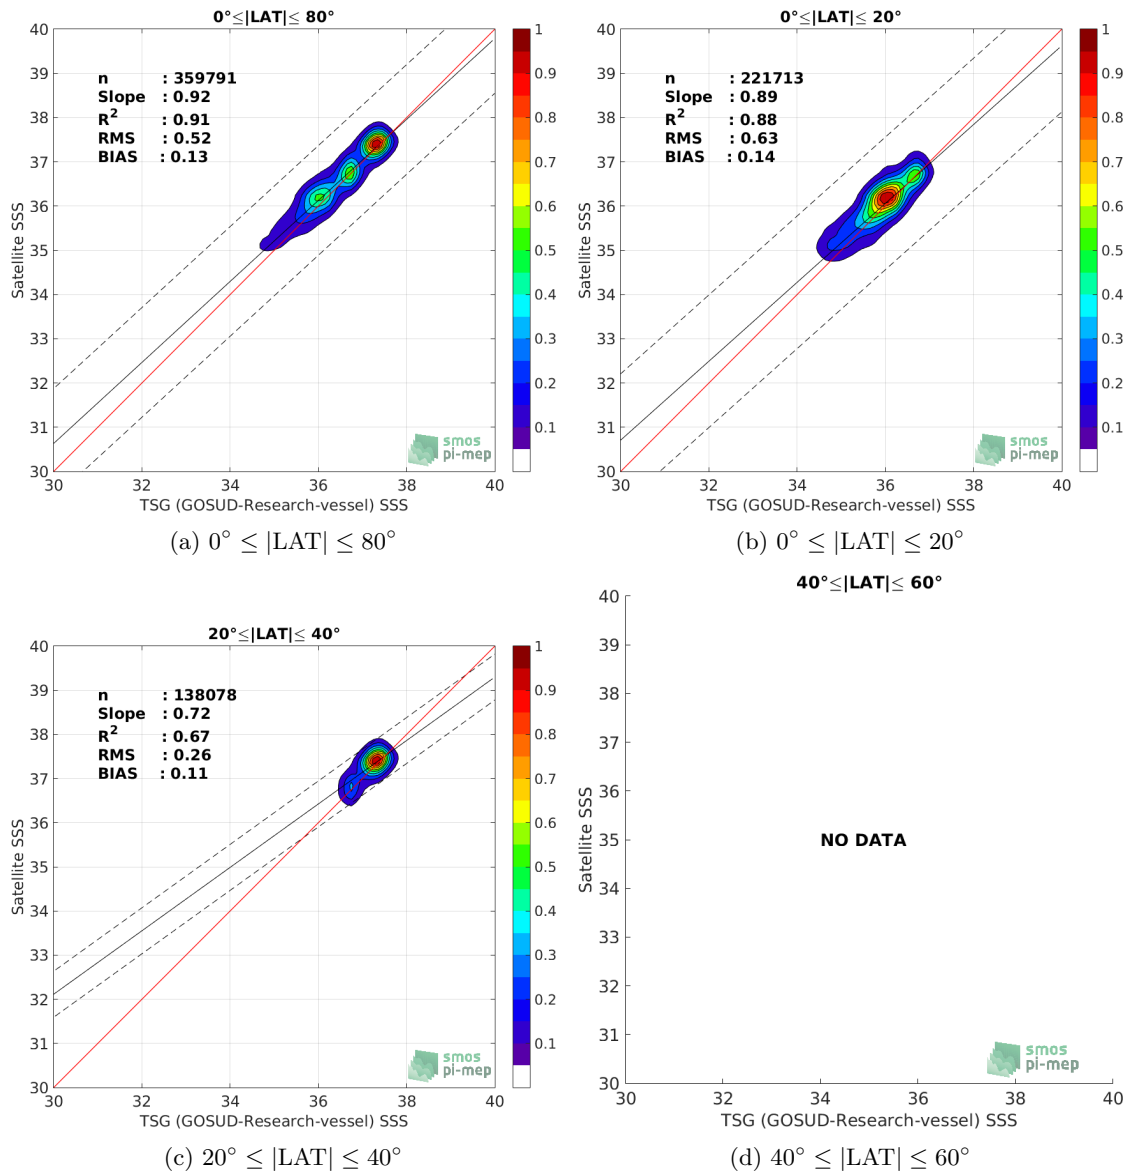 0°≤|LAT|≤ 80°
40
39
38
37
36
35
34
33
32
31
30
Satellite SSS
n : 359791
Slope : 0.92
R2 : 0.91
RMS : 0.52
BIAS : 0.13
smos
pi-mep
30 32 34 36 38 40
TSG (GOSUD-Research-vessel) SSS
1
0.9
0.8
0.7
0.6
0.5
0.4
0.3
0.2
0.1
(a) 0° ≤ |LAT| ≤ 80°
0°≤|LAT|≤ 20°
40
39
38
37
36
35
34
33
32
31
30
Satellite SSS
n : 221713
Slope : 0.89
R2 : 0.88
RMS : 0.63
BIAS : 0.14
smos
pi-mep
30 32 34 36 38 40
TSG (GOSUD-Research-vessel) SSS
1
0.9
0.8
0.7
0.6
0.5
0.4
0.3
0.2
0.1
(b) 0° ≤ |LAT| ≤ 20°
20°≤|LAT|≤ 40°
40
39
38
37
36
35
34
33
32
31
30
Satellite SSS
n : 138078
Slope : 0.72
R2 : 0.67
RMS : 0.26
BIAS : 0.11
smos
pi-mep
30 32 34 36 38 40
TSG (GOSUD-Research-vessel) SSS
1
0.9
0.8
0.7
0.6
0.5
0.4
0.3
0.2
0.1
(c) 20° ≤ |LAT| ≤ 40°
40°≤|LAT|≤ 60°
40
39
38
37
36
35
34
33
32
31
30
Satellite SSS
NO DATA
smos
pi-mep
30 32 34 36 38 40
TSG (GOSUD-Research-vessel) SSS
(d) 40° ≤ |LAT| ≤ 60°